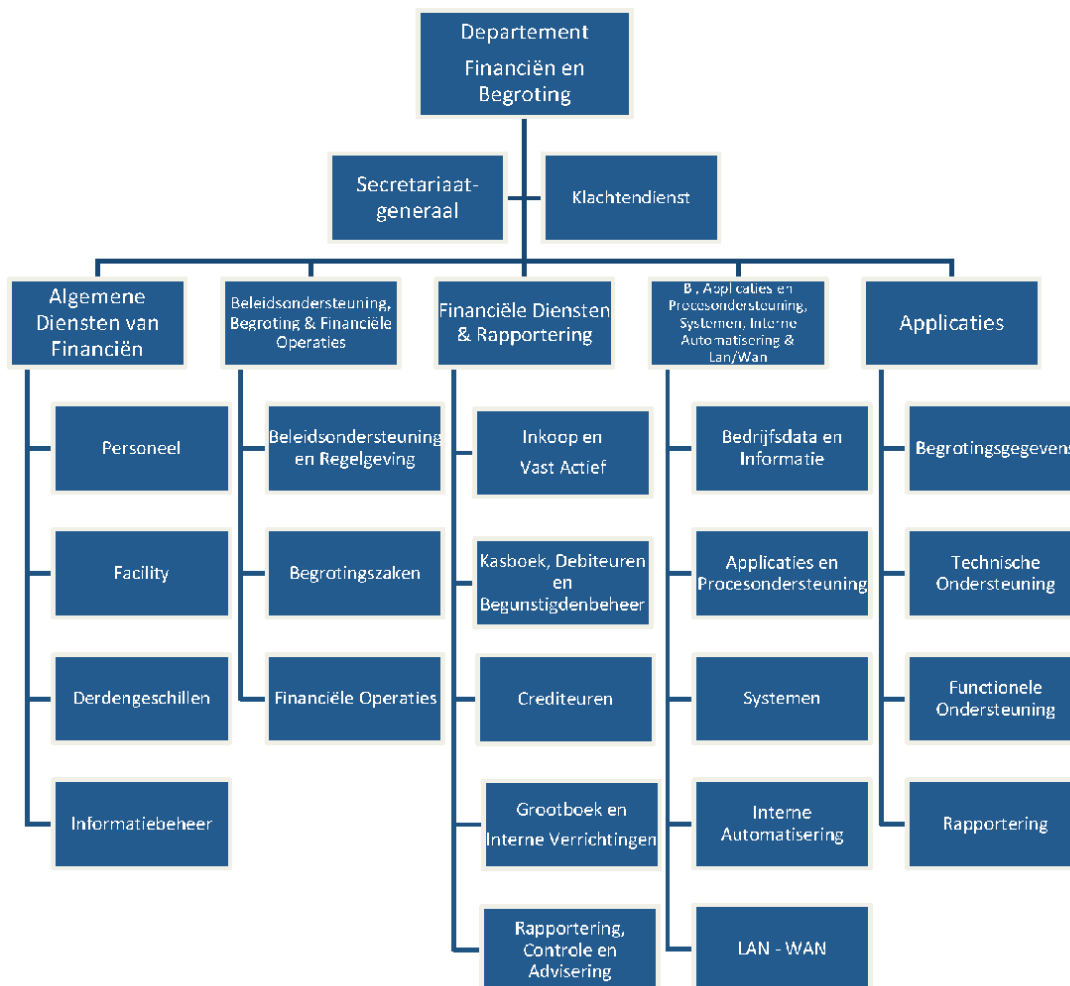 Departement
Financiën en
Begroting
Secretariaat-
generaal
Klachtendienst
Algemene
Diensten van
Financiën
Beleidsondersteuning,
Begroting & Financiële
Operaties
Financiële Diensten
& Rapportering
B , Applicaties en
Procesondersteuning,
Systemen, Interne
Automatisering &
Lan/Wan
Applicaties
Personeel
Facility
Derdengeschillen
Informatiebeheer
Beleidsondersteuning
en Regelgeving
Begrotingszaken
Financiële Operaties
Inkoop en
Vast Actief
Kasboek, Debiteuren
en
Begunstigdenbeheer
Crediteuren
Grootboek en
Interne Verrichtingen
Rapportering,
Controle en
Advisering
Bedrijfsdata en
Informatie
Applicaties en
Procesondersteuning
Systemen
Interne
Automatisering
LAN - WAN
Begrotingsgegevens
Technische
Ondersteuning
Functionele
Ondersteuning
Rapportering